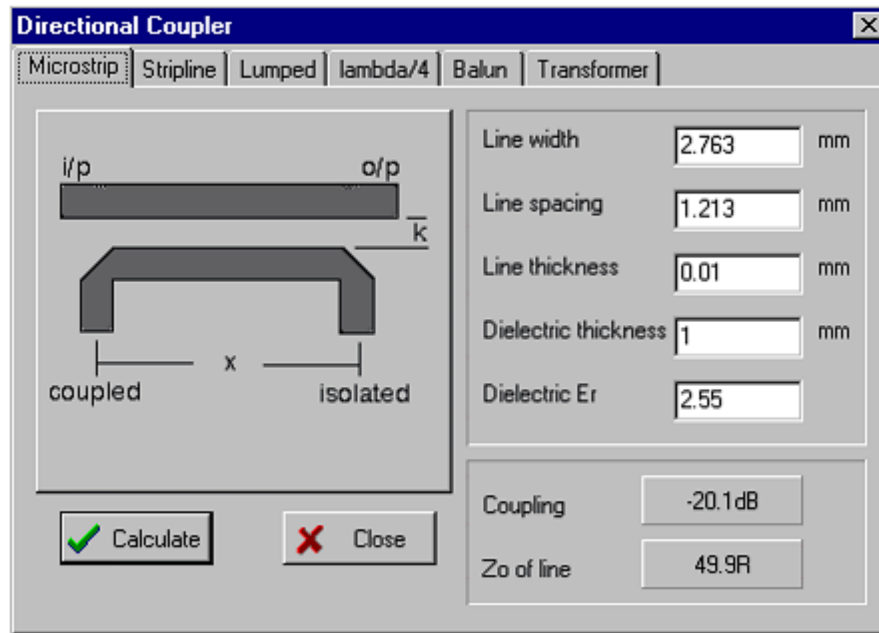 Directional Coupler
Microstrip Stripline Lumped lambda/4 Balun Transformer
i/p o/p
k
x
coupled isolated
Calculate Close
Line width 2.763 mm
Line spacing 1.213 mm
Line thickness 0.01 mm
Dielectric thickness 1 mm
Dielectric Er 2.55
Coupling -20.1dB
Zo of line 49.9R